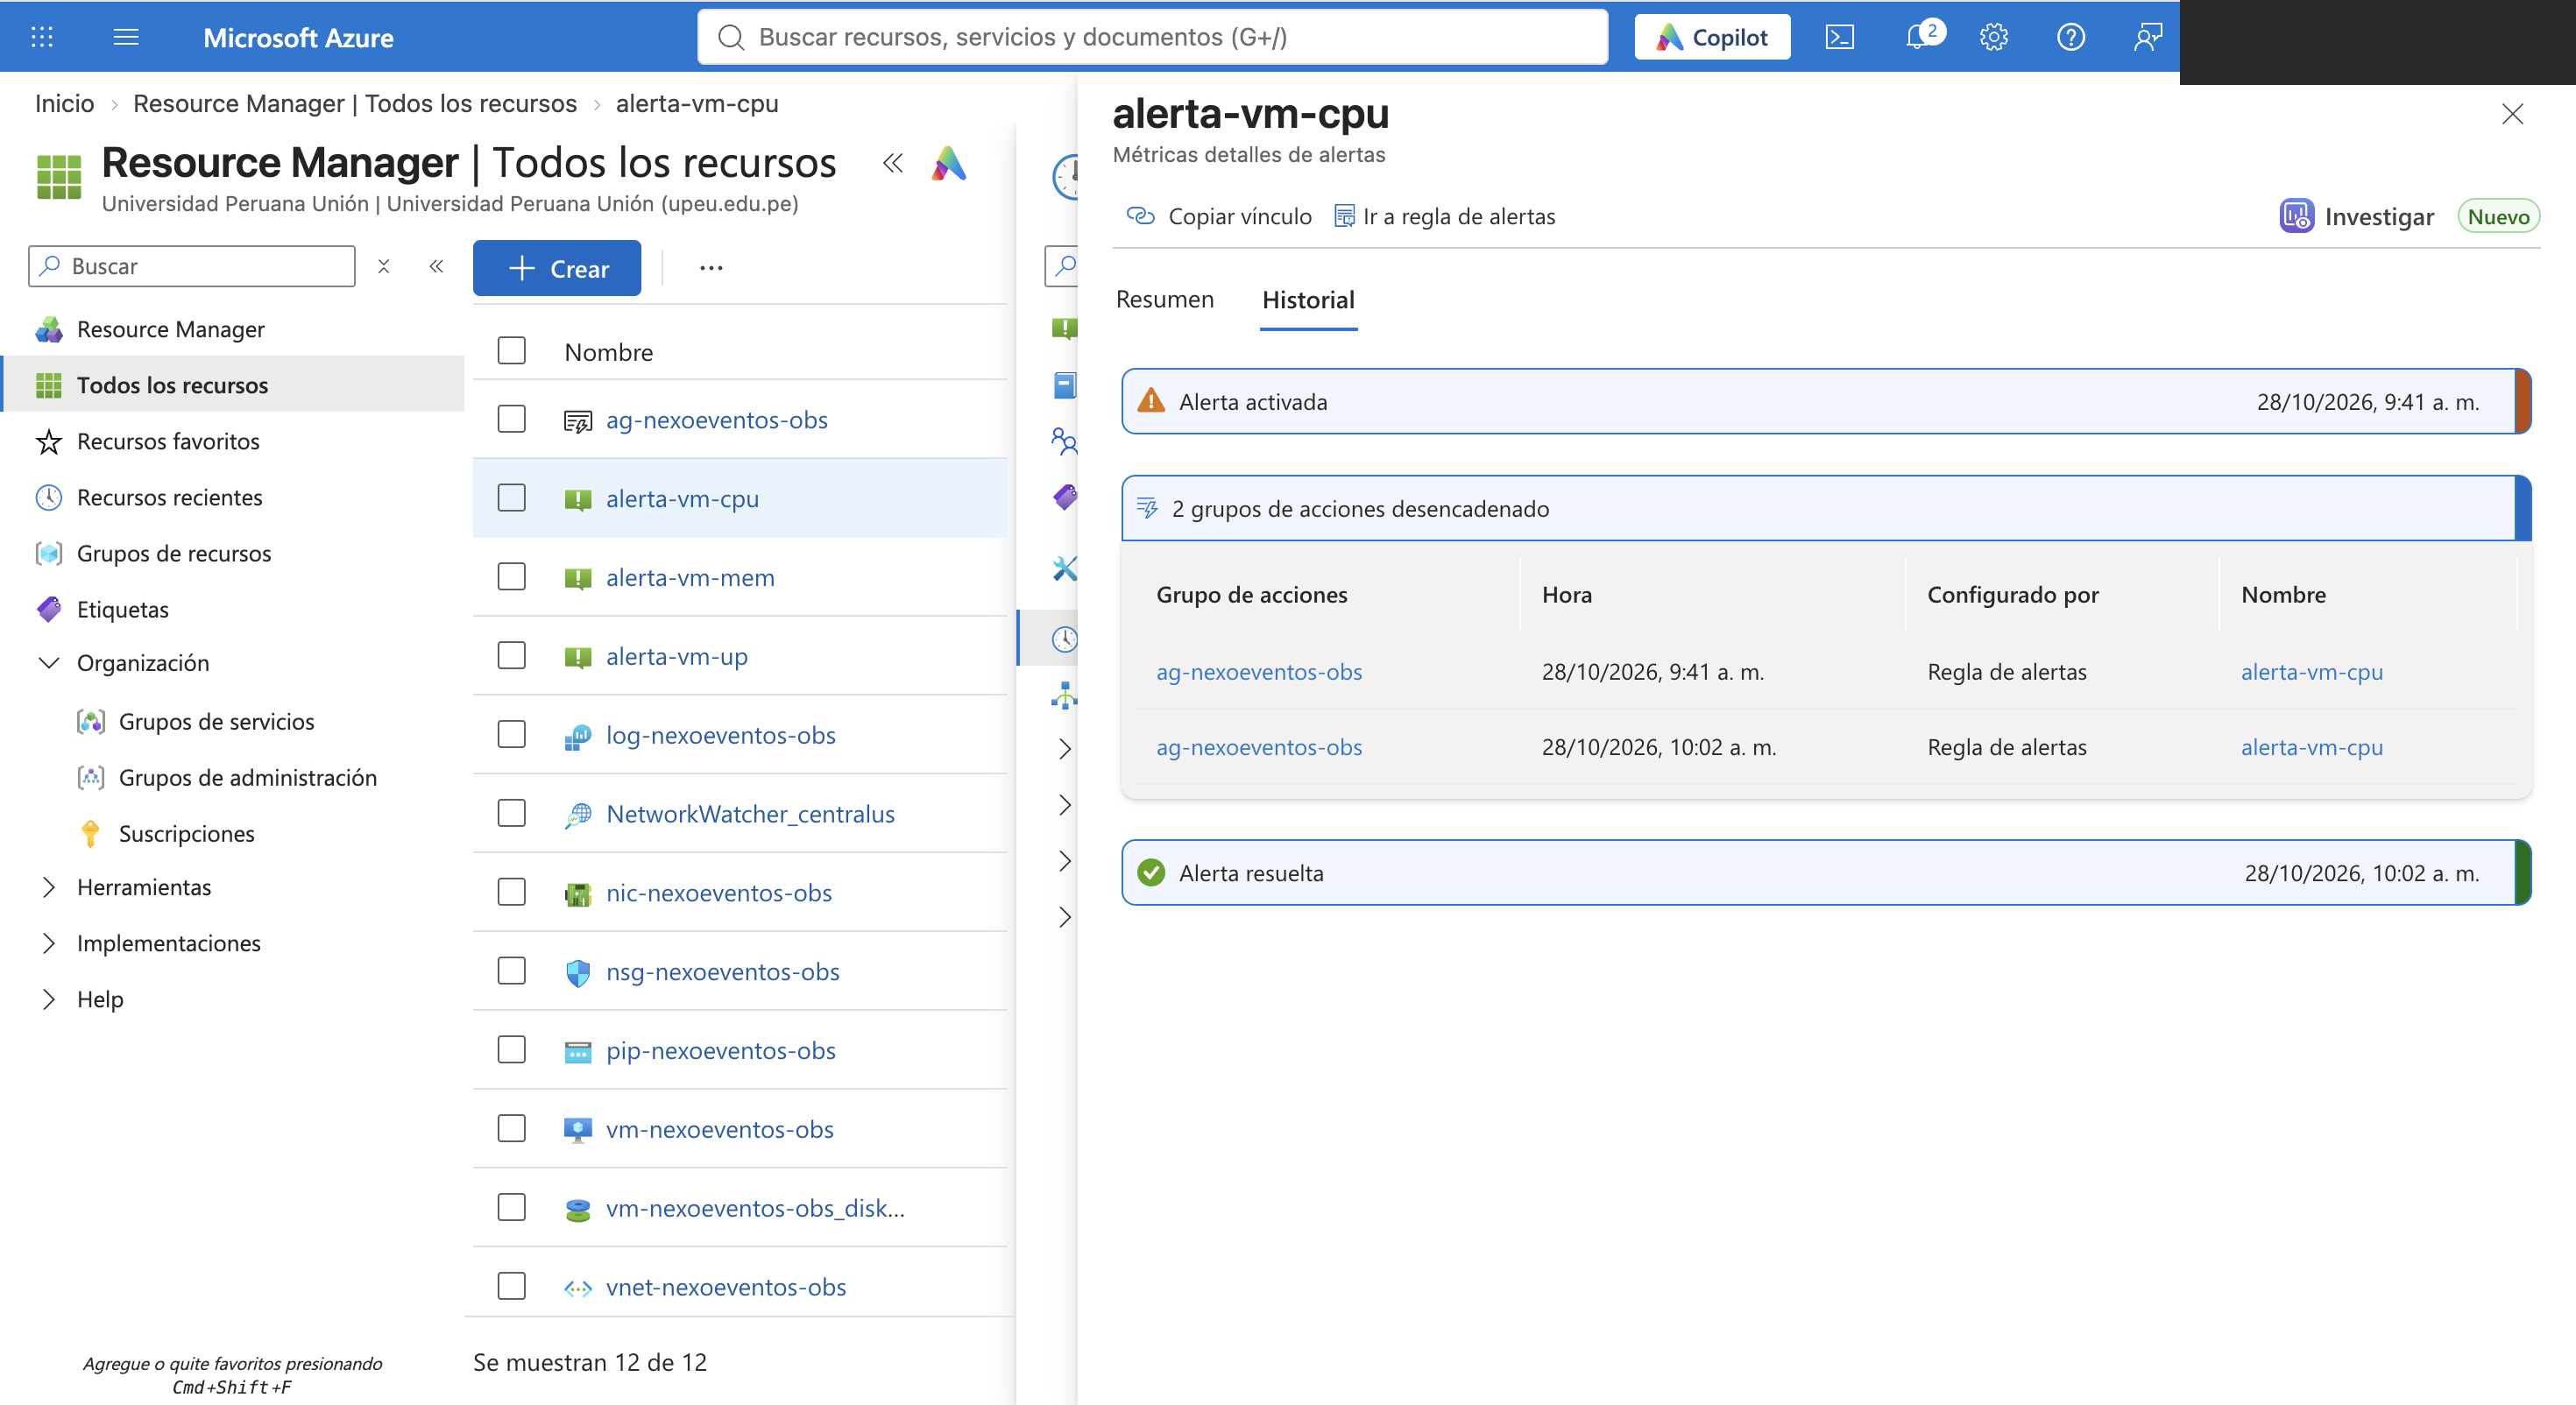 Microsoft Azure
Buscar recursos, servicios y documentos (G+/)
Copilot
2
Inicio > Resource Manager | Todos los recursos > alerta-vm-cpu
Resource Manager | Todos los recursos
Universidad Peruana Unión | Universidad Peruana Unión (upeu.edu.pe)
Buscar
Resource Manager
Todos los recursos
Recursos favoritos
Recursos recientes
Grupos de recursos
Etiquetas
Organización
Grupos de servicios
Grupos de administración
Suscripciones
Herramientas
Implementaciones
Help
Agregue o quite favoritos presionando
Cmd+Shift+F
Crear
Nombre
ag-nexoeventos-obs
alerta-vm-cpu
alerta-vm-mem
alerta-vm-up
log-nexoeventos-obs
NetworkWatcher_centralus
nic-nexoeventos-obs
nsg-nexoeventos-obs
pip-nexoeventos-obs
vm-nexoeventos-obs
vm-nexoeventos-obs_disk...
vnet-nexoeventos-obs
Se muestran 12 de 12
alerta-vm-cpu
Métricas detalles de alertas
Copiar vínculo Ir a regla de alertas
Investigar Nuevo
Resumen Historial
Alerta activada 28/10/2026, 9:41 a. m.
2 grupos de acciones desencadenado
Grupo de acciones Hora Configurado por Nombre
ag-nexoeventos-obs 28/10/2026, 9:41 a. m. Regla de alertas alerta-vm-cpu
ag-nexoeventos-obs 28/10/2026, 10:02 a. m. Regla de alertas alerta-vm-cpu
Alerta resuelta 28/10/2026, 10:02 a. m.